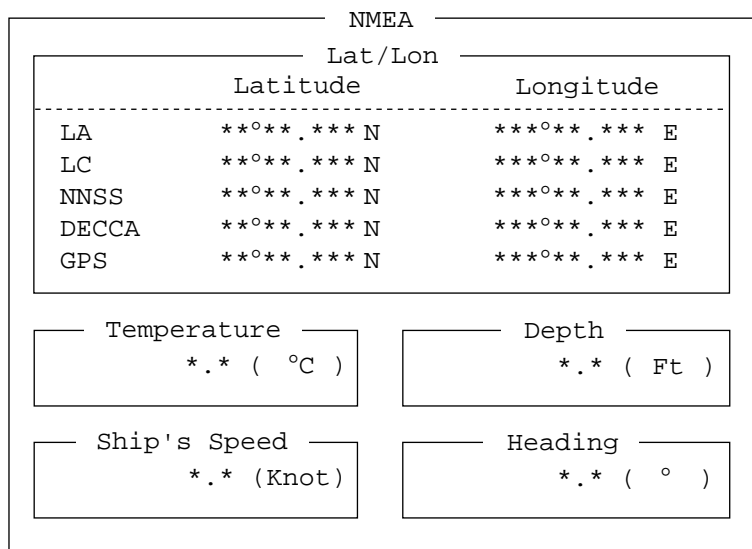 NMEA
Lat/Lon
Latitude Longitude
LA **°**.*** N ***°**.*** E
LC **°**.*** N ***°**.*** E
NNSS **°**.*** N ***°**.*** E
DECCA **°**.*** N ***°**.*** E
GPS **°**.*** N ***°**.*** E
Temperature Depth
*.* ( °C ) *.* ( Ft )
Ship's Speed Heading
*.* (Knot) *.* ( ° )